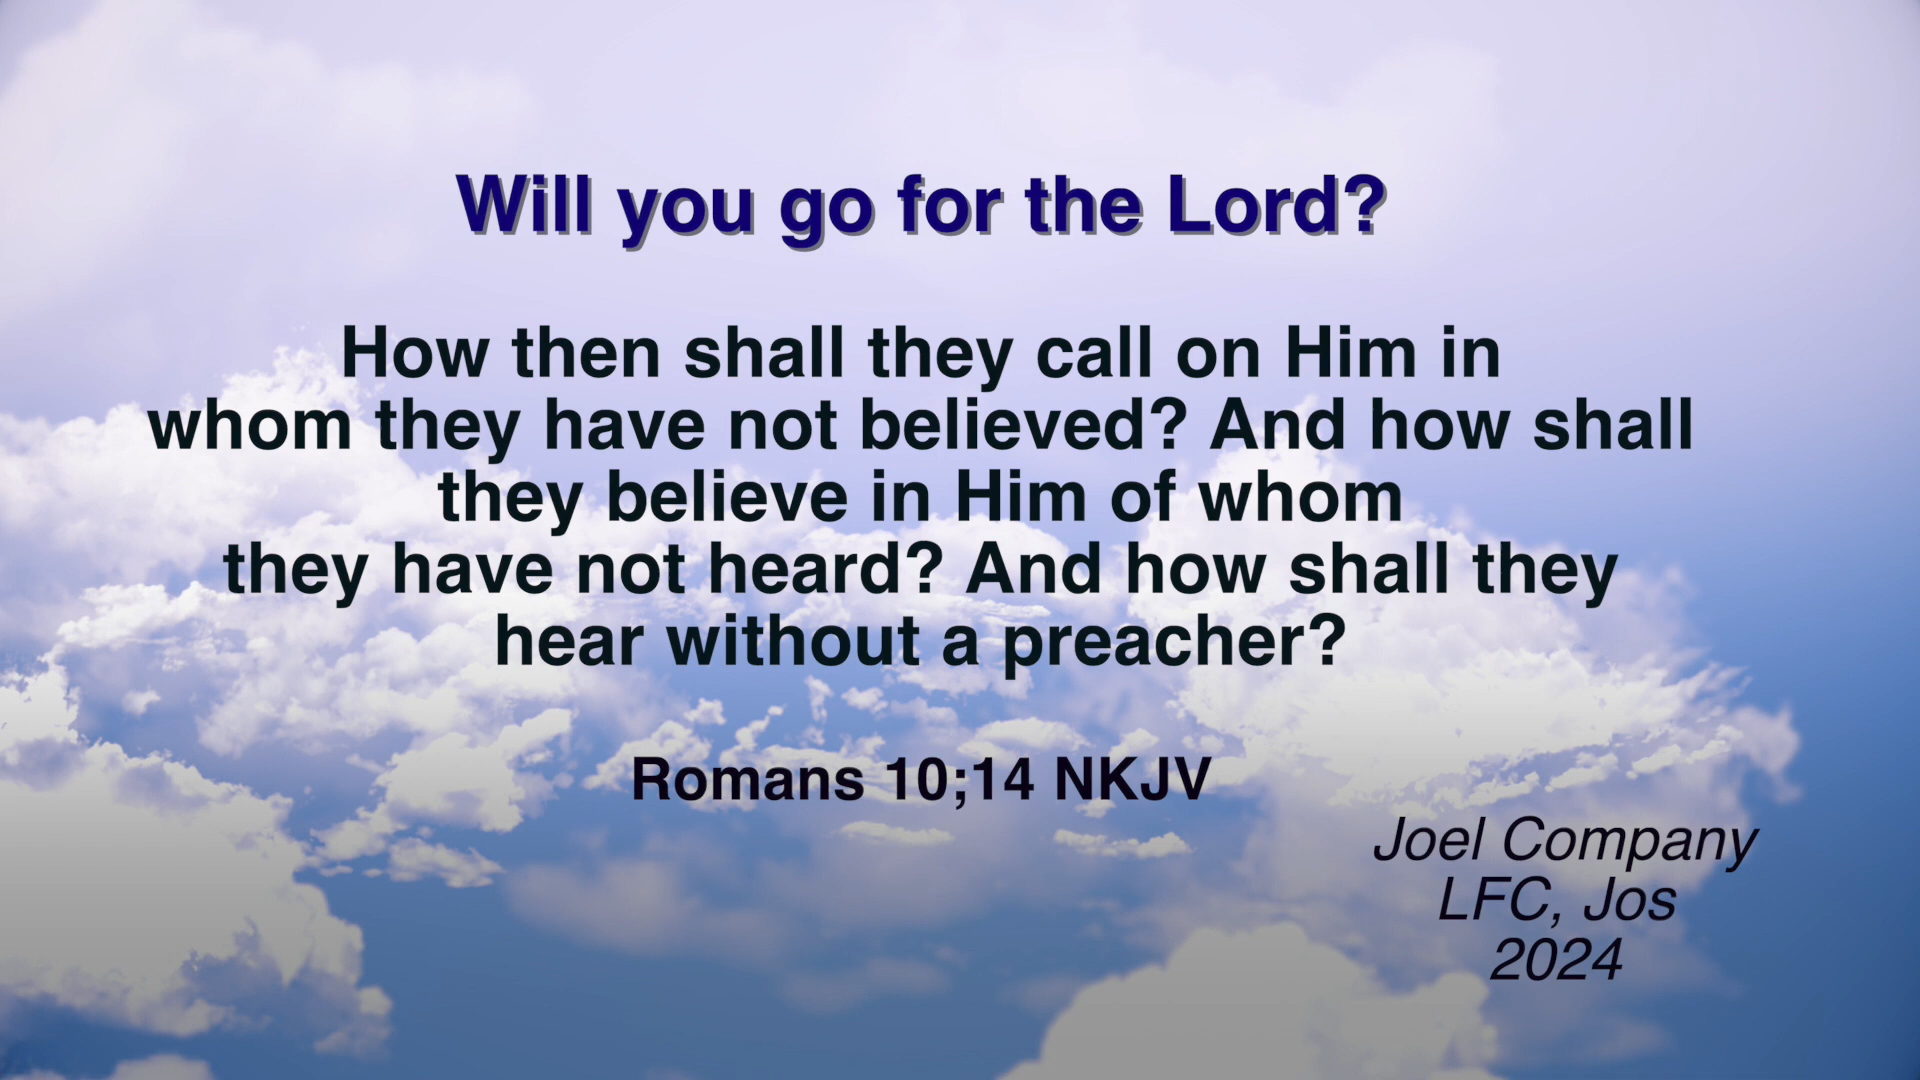 Will you go for the Lord?
How then shall they call on Him in
whom they have not believed? And how shall
they believe in Him of whom
they have not heard? And how shall they
hear without a preacher?
Romans 10;14 NKJV
Joel Company
LFC, Jos
2024